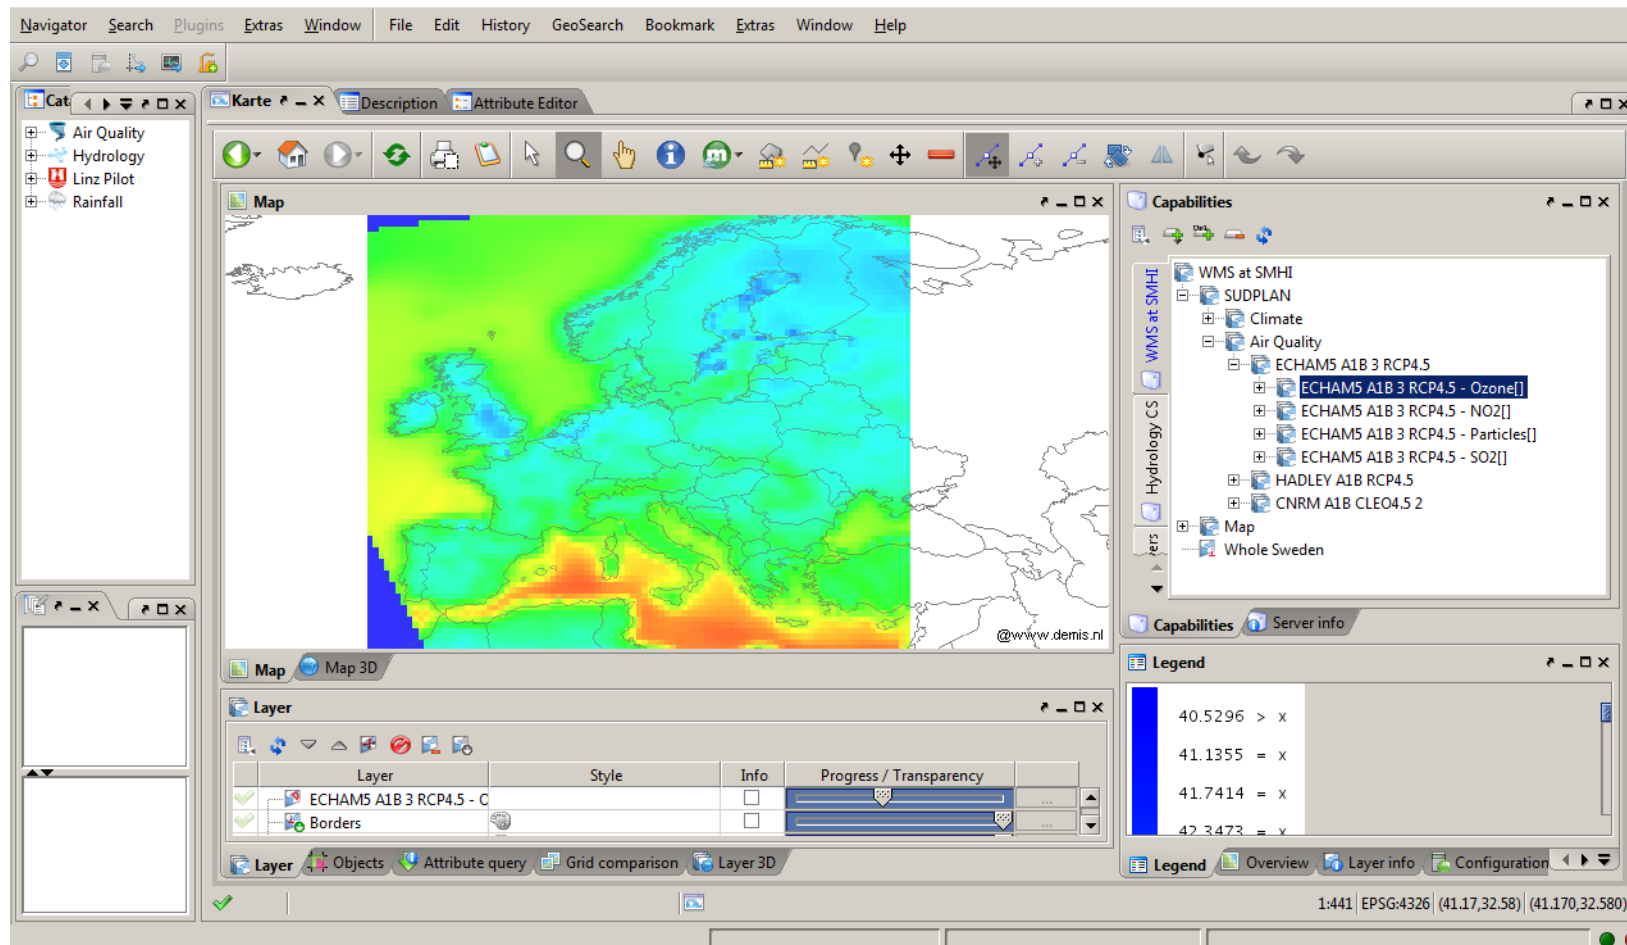 Navigator Search Plugins Extras Window File Edit History GeoSearch Bookmark Extras Window Help
Cat
Air Quality
Hydrology
Linz Pilot
Rainfall
Karte Description Attribute Editor
Map
@www.demis.nl
Map Map 3D
Layer
Layer Style Info Progress / Transparency
ECHAM5 A1B 3 RCP4.5 - O
...
Borders
...
Layer Objects Attribute query Grid comparison Layer 3D
Capabilities
WMS at SMHI
Hydrology CS
WMS at SMHI
SUDPLAN
Climate
Air Quality
ECHAM5 A1B 3 RCP4.5
ECHAM5 A1B 3 RCP4.5 - Ozone[]
ECHAM5 A1B 3 RCP4.5 - NO2[]
ECHAM5 A1B 3 RCP4.5 - Particles[]
ECHAM5 A1B 3 RCP4.5 - SO2[]
HADLEY A1B RCP4.5
CNRM A1B CLEO4.5 2
Map
Whole Sweden
Capabilities Server info
Legend
40.5296 > x
41.1355 = x
41.7414 = x
42.3473 = x
Legend Overview Layer info Configuration
1:441 EPSG:4326 (41.17,32.58) (41.170,32.580)